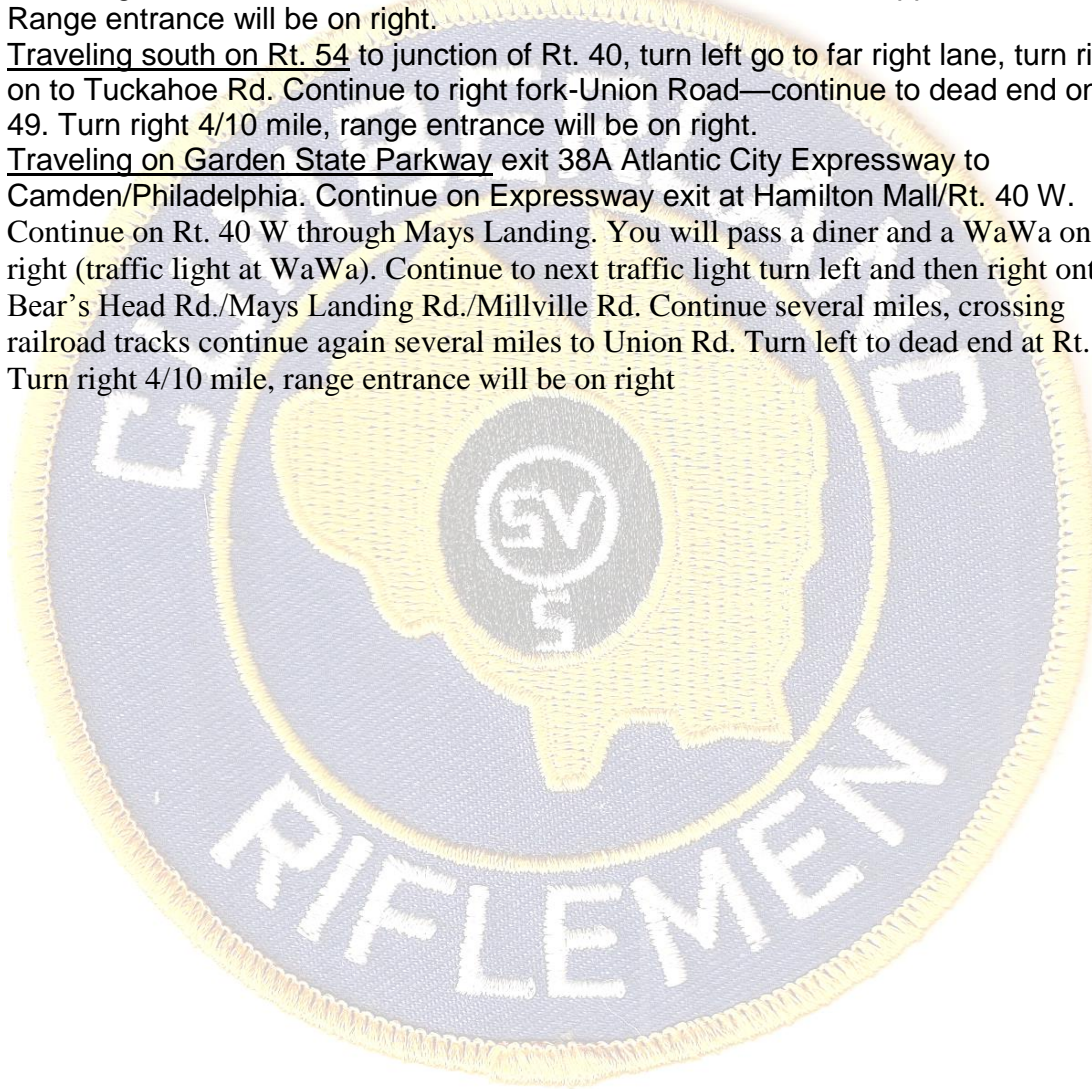 Range entrance will be on right.
Traveling south on Rt. 54 to junction of Rt. 40, turn left go to far right lane, turn ri
on to Tuckahoe Rd. Continue to right fork-Union Road—continue to dead end on
49. Turn right 4/10 mile, range entrance will be on right.
Traveling on Garden State Parkway exit 38A Atlantic City Expressway to
Camden/Philadelphia. Continue on Expressway exit at Hamilton Mall/Rt. 40 W.
Continue on Rt. 40 W through Mays Landing. You will pass a diner and a WaWa on
right (traffic light at WaWa). Continue to next traffic light turn left and then right ont
Bear’s Head Rd./Mays Landing Rd./Millville Rd. Continue several miles, crossing
railroad tracks continue again several miles to Union Rd. Turn left to dead end at Rt.
Turn right 4/10 mile, range entrance will be on right
CUMBERLAND
SV
S
RIFLEMEN